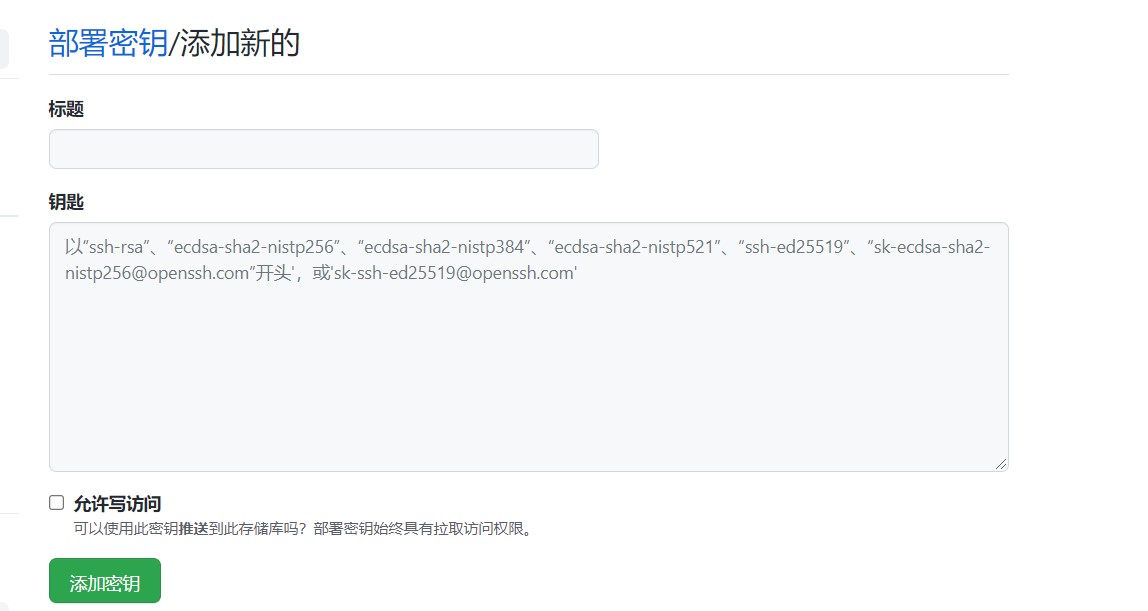 部署密钥/添加新的
标题
钥匙
以“ssh-rsa”、“ecdsa-sha2-nistp256”、“ecdsa-sha2-nistp384”、“ecdsa-sha2-nistp521”、“ssh-ed25519”、“sk-ecdsa-sha2-
nistp256@openssh.com”开头'，或'sk-ssh-ed25519@openssh.com'
允许写访问
可以使用此密钥推送到此存储库吗？部署密钥始终具有拉取访问权限。
添加密钥